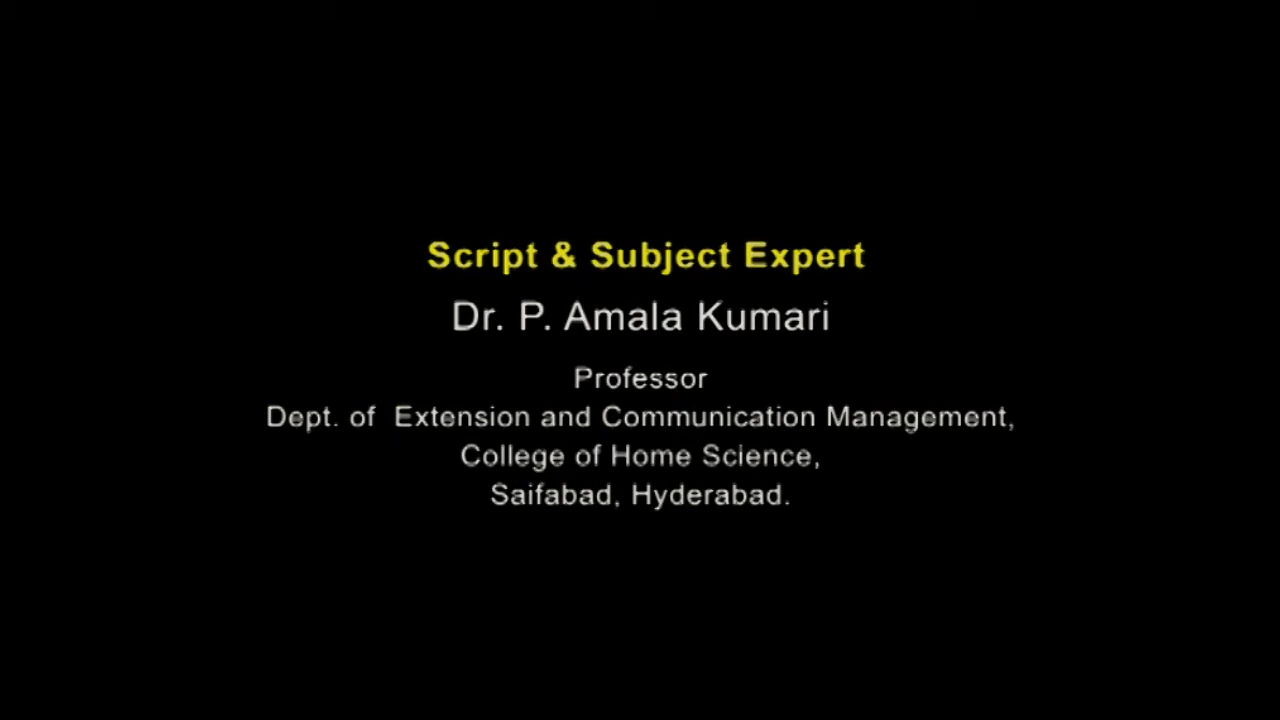 Script & Subject Expert
Dr. P. Amala Kumari
Professor
Dept. of Extension and Communication Management,
College of Home Science,
Saifabad, Hyderabad.